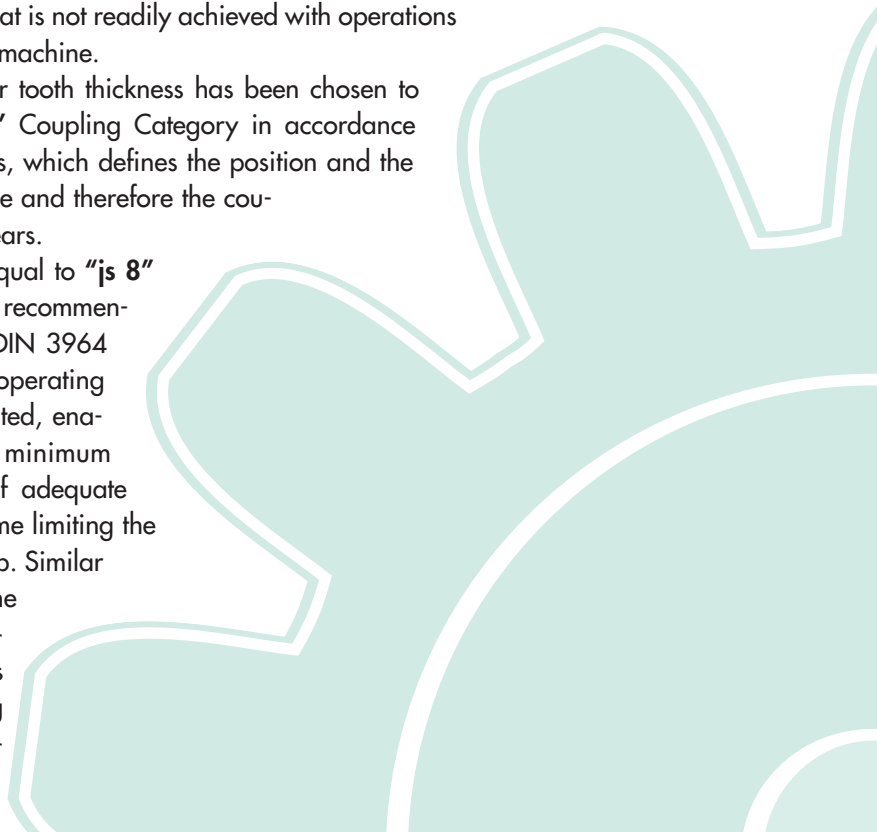 at is not readily achieved with operations
machine.
r tooth thickness has been chosen to
” Coupling Category in accordance
s, which defines the position and the
e and therefore the cou-
ears.
qual to “js 8”
recommen-
DIN 3964
operating
ted, ena-
minimum
f adequate
me limiting the
p. Similar
ne
-
s
g
-